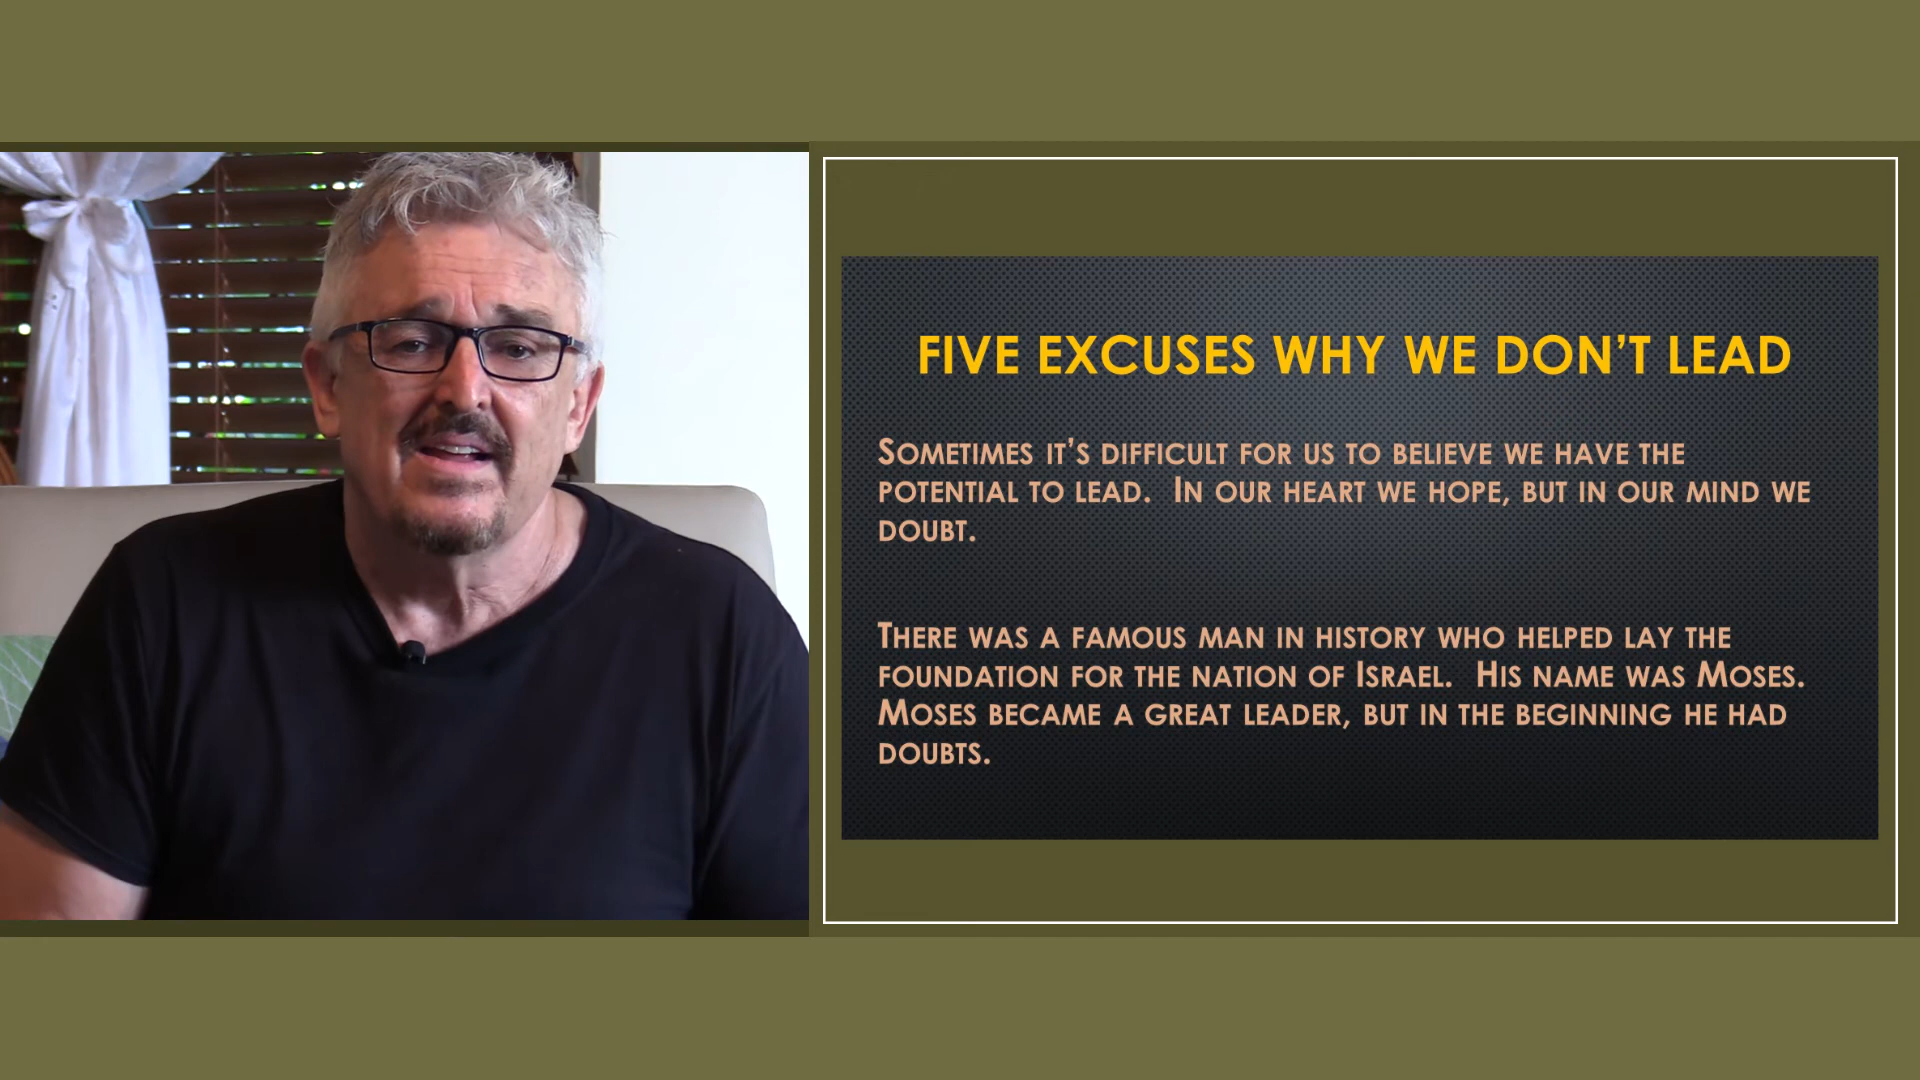 FIVE EXCUSES WHY WE DON'T LEAD
SOMETIMES IT'S DIFFICULT FOR US TO BELIEVE WE HAVE THE
POTENTIAL TO LEAD. IN OUR HEART WE HOPE, BUT IN OUR MIND WE
DOUBT.
THERE WAS A FAMOUS MAN IN HISTORY WHO HELPED LAY THE
FOUNDATION FOR THE NATION OF ISRAEL. HIS NAME WAS MOSES.
MOSES BECAME A GREAT LEADER, BUT IN THE BEGINNING HE HAD
DOUBTS.